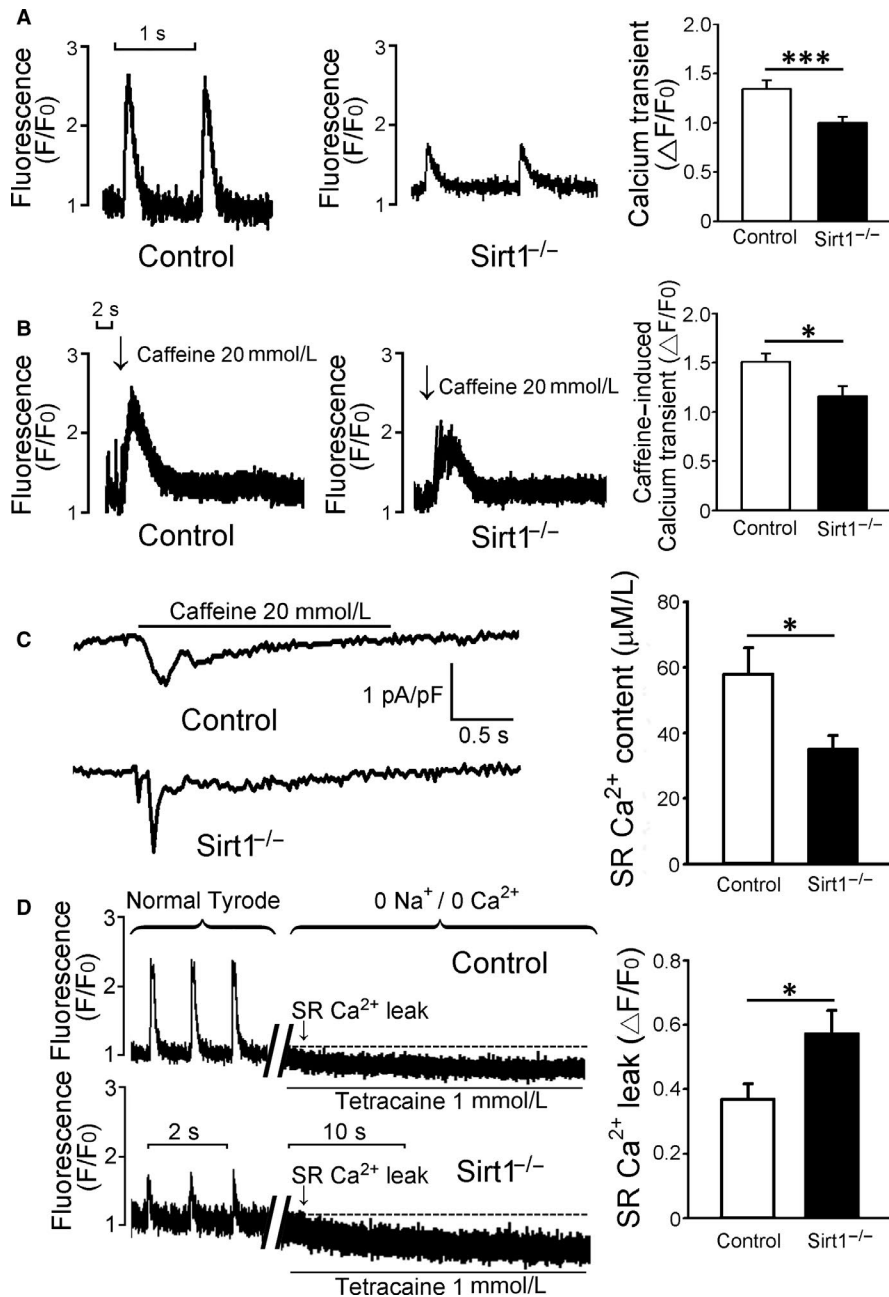 A
Fluorescence (F/F0)
3
2
1
1 s
Control
Sirt1−/−
Fluorescence (F/F0)
3
2
1
Calcium transient (△F/F0)
2.0
1.5
1.0
0.5
0
***
Control
Sirt1−/−
B
Fluorescence (F/F0)
3
2
1
2 s
Caffeine 20 mmol/L
Control
Fluorescence (F/F0)
3
2
1
Caffeine 20 mmol/L
Sirt1−/−
Caffeine–induced Calcium transient (△F/F0)
2.0
1.5
1.0
1.5
0
*
Control
Sirt1−/−
C
Caffeine 20 mmol/L
Control
1 pA/pF
0.5 s
Sirt1−/−
SR Ca2+ content (μM/L)
80
60
40
20
0
*
Control
Sirt1−/−
D
Normal Tyrode
0 Na+ / 0 Ca2+
Fluorescence (F/F0)
3
2
1
Control
SR Ca2+ leak
Tetracaine 1 mmol/L
Fluorescence (F/F0)
3
2
1
2 s
10 s
Sirt1−/−
SR Ca2+ leak
Tetracaine 1 mmol/L
SR Ca2+ leak (△F/F0)
0.8
0.6
0.4
0.2
0
*
Control
Sirt1−/−